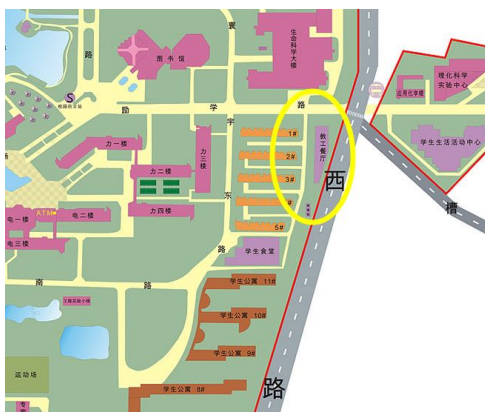 寰
路
图书馆
生命科学
大楼
理化科学
实验中心
应用化学楼
S
励
学
路
宇
学生生活活动中心
1#
2#
3#
5#
教工餐厅
力一楼
力二楼
力三楼
力四楼
场
ATM
电一楼
电二楼
电三楼
东
西
槽
学生食堂
路
南
路
学生公寓 11#
学生公寓 10#
学生公寓 9#
学生公寓 8#
运动场
路